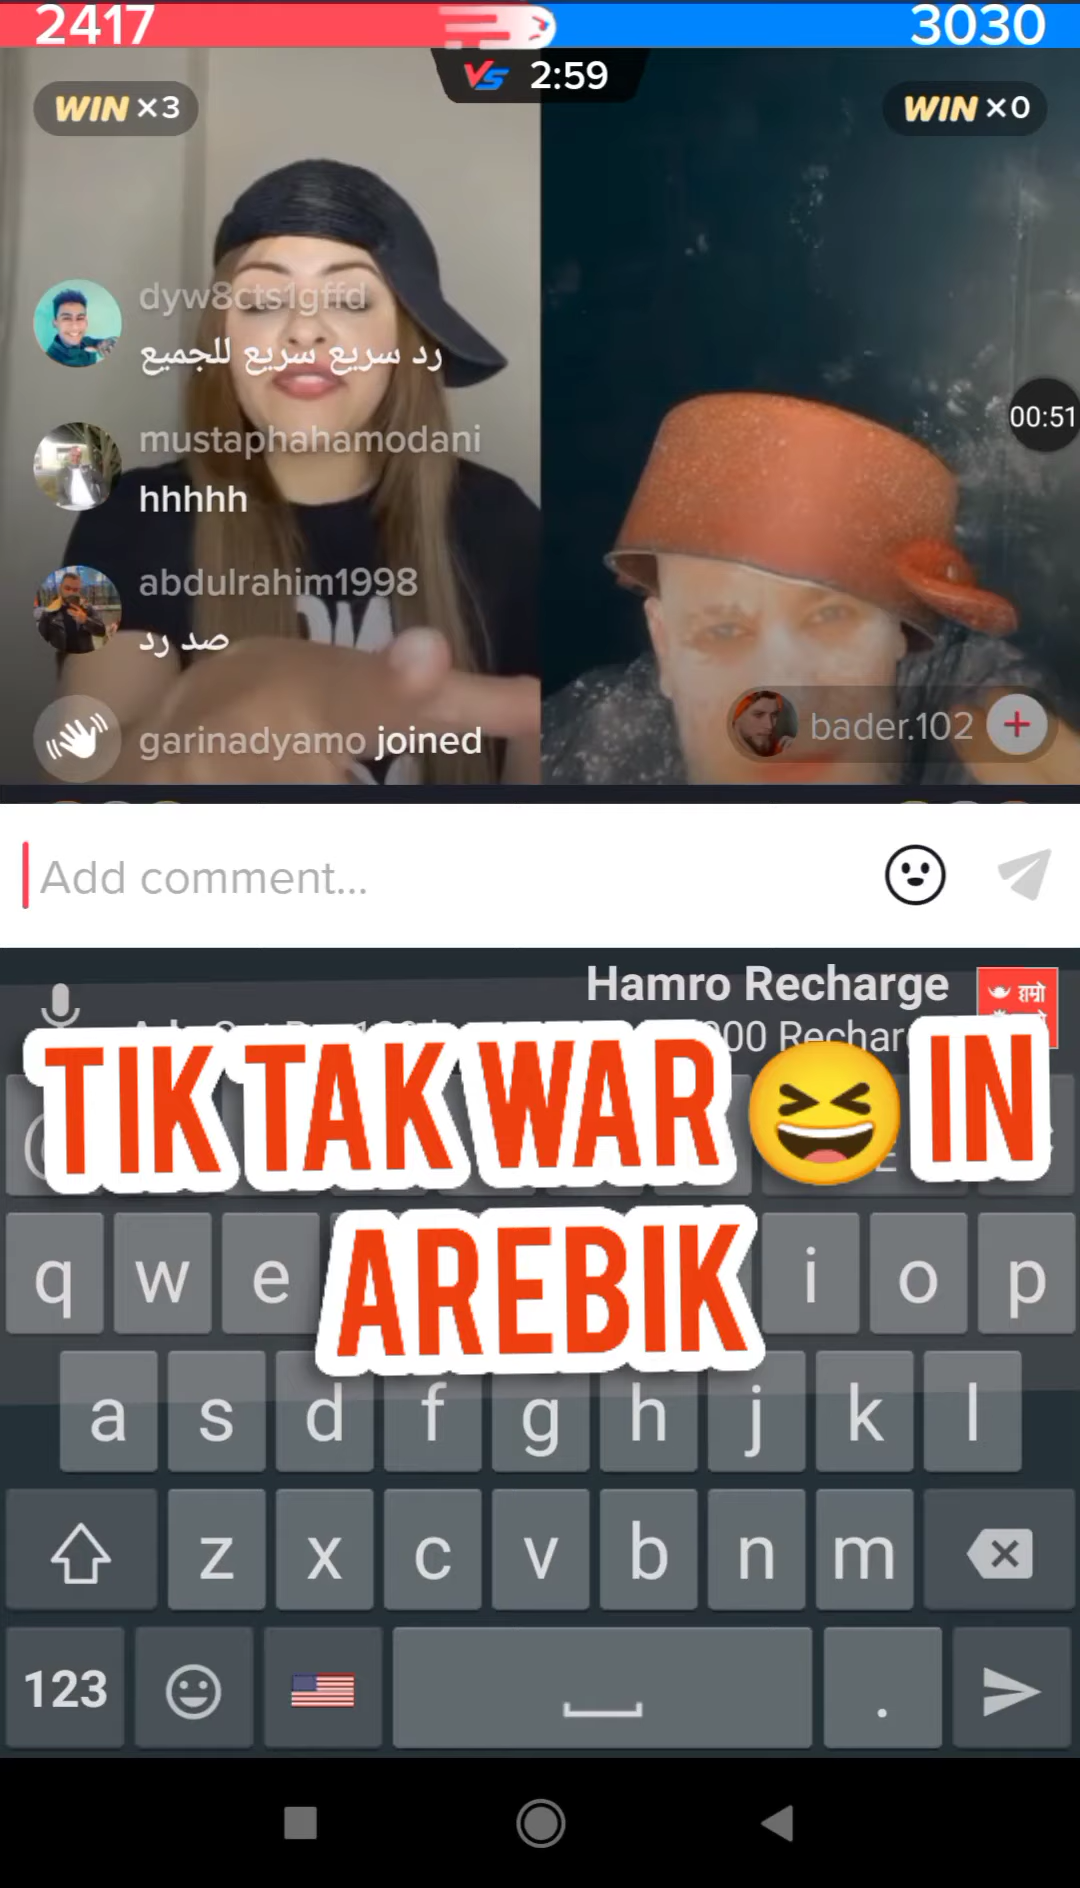 2417
3030
VS 2:59
WIN ×3
WIN ×0
dyw8cts1gffd
رد سريع سريع للجميع
00:51
mustaphahamodani
hhhhh
abdulrahim1998
صد رد
bader.102
garinadyamo joined
Add comment...
Hamro Recharge
हाम्रो
TIK TAK WAR 😆 IN
AREBIK
q w e i o p
a s d f g h j k l
z x c v b n m
123 .